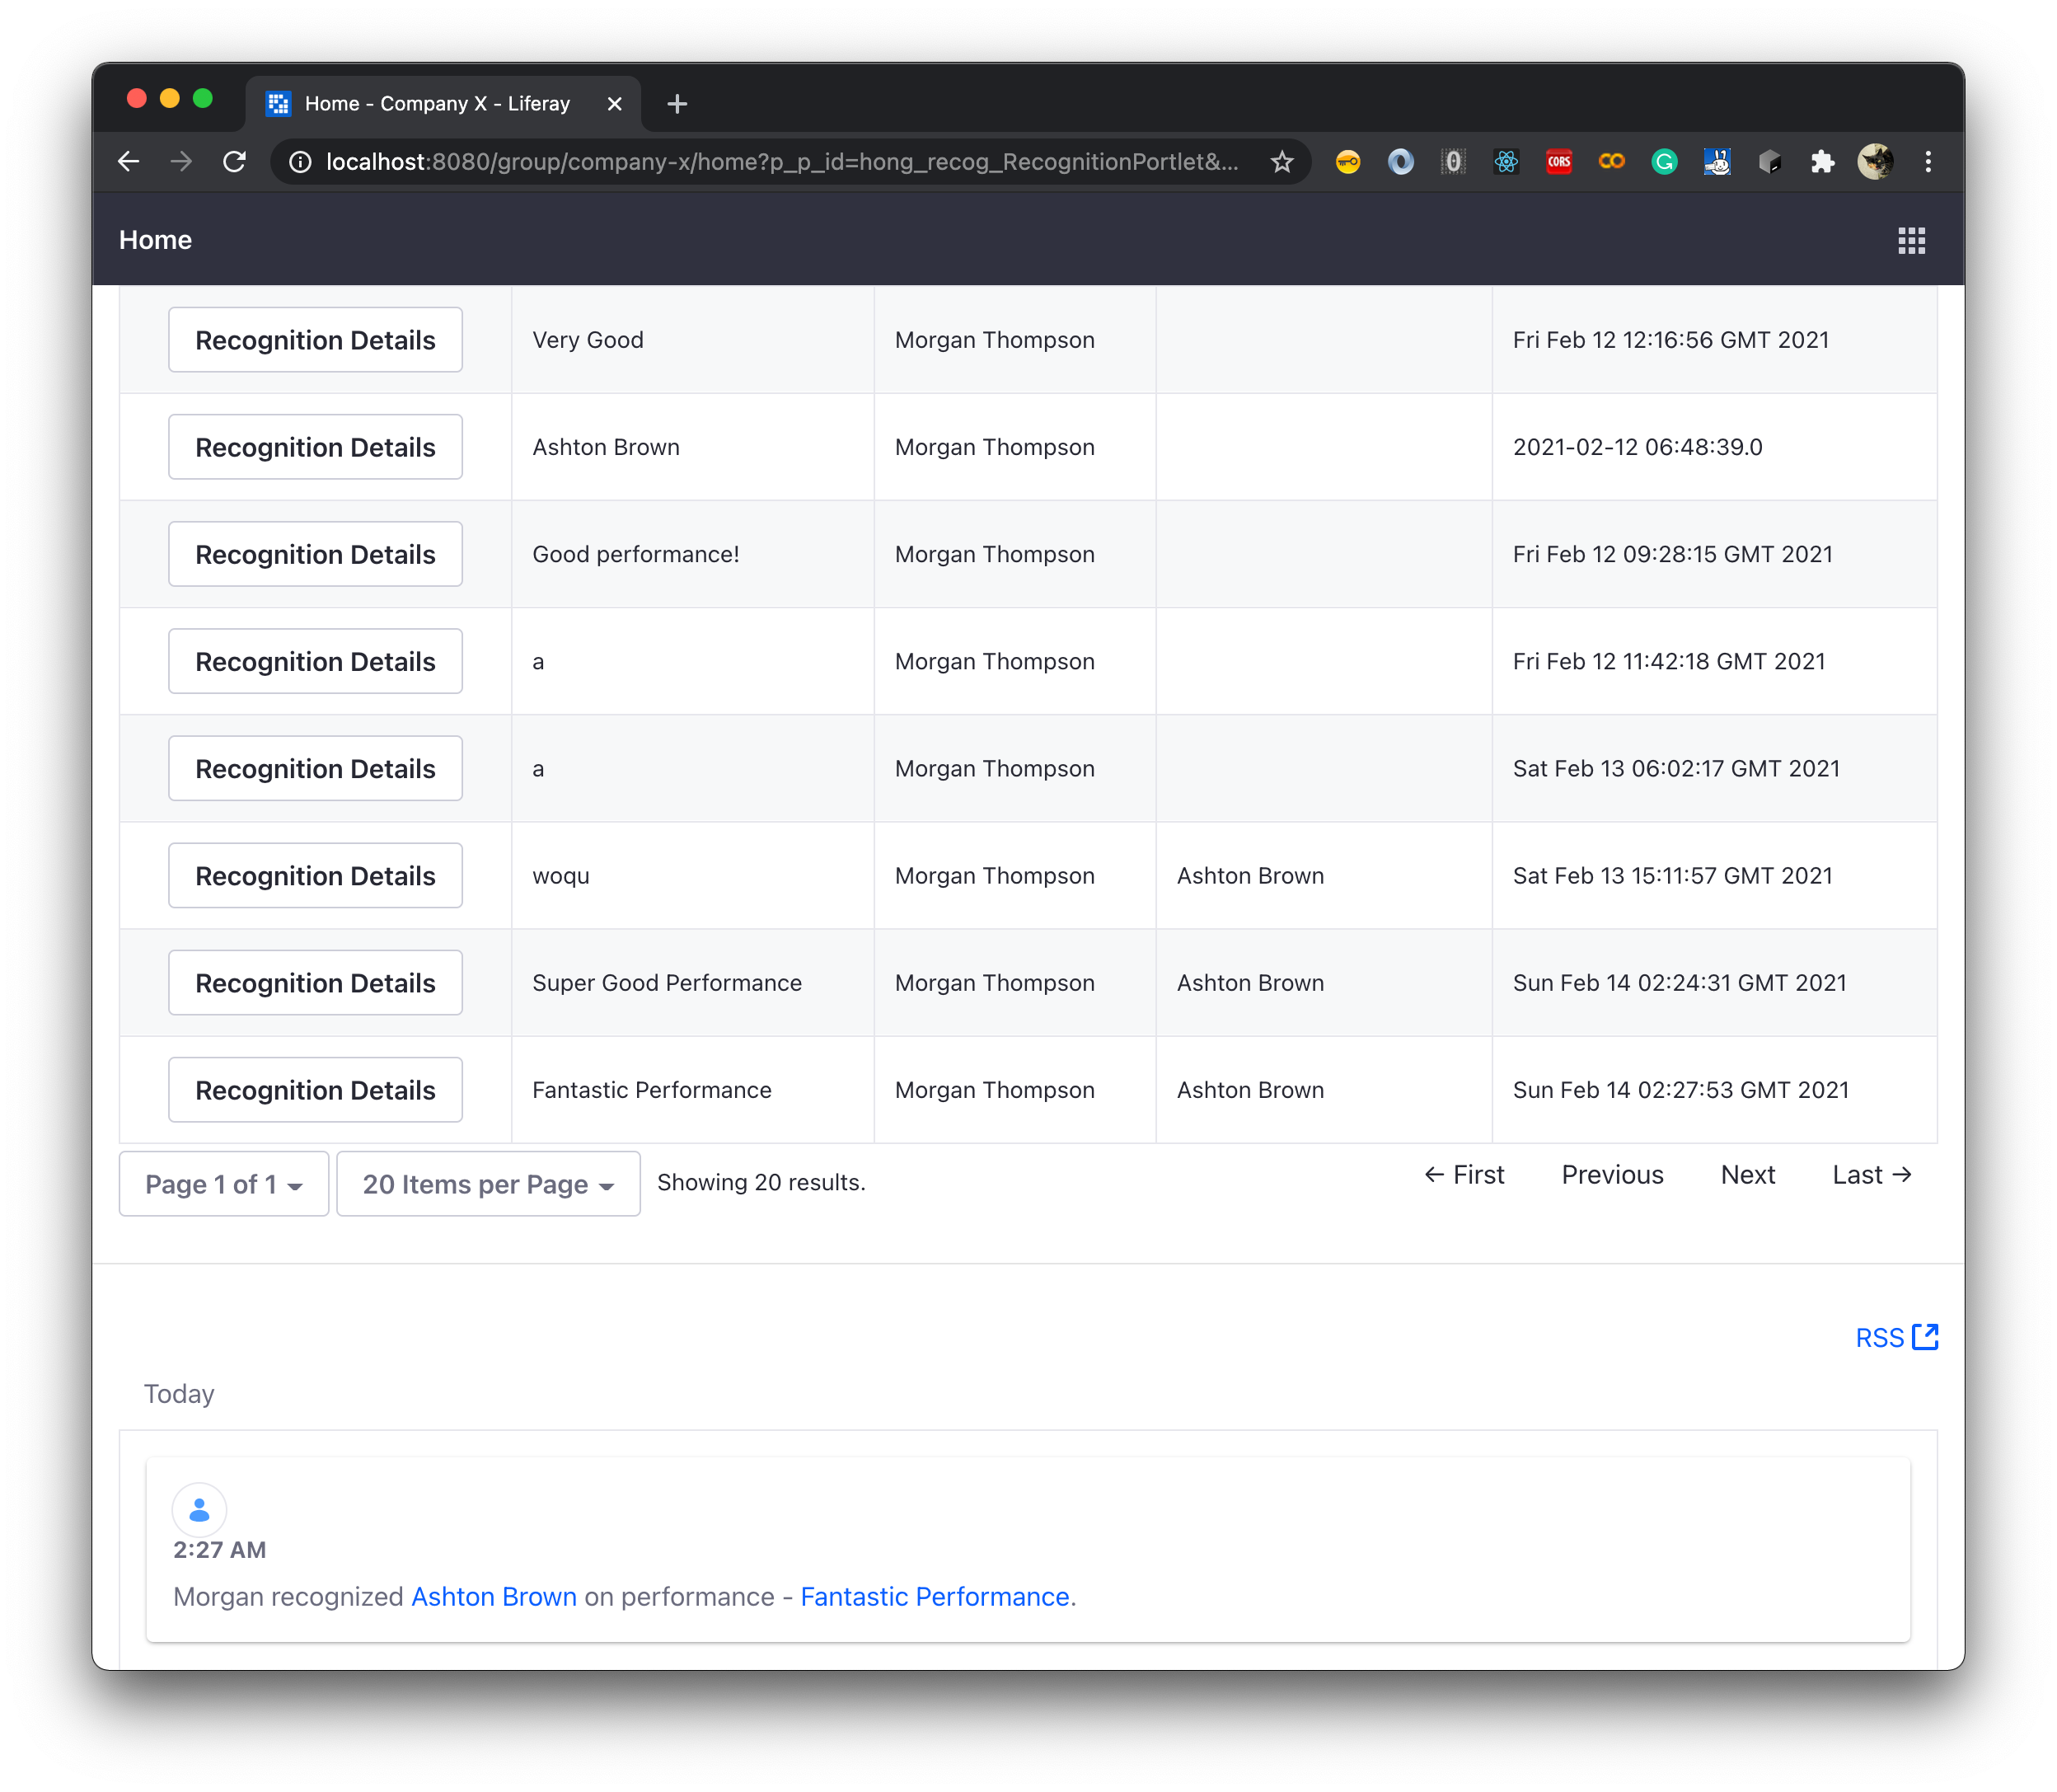 Home - Company X - Liferay
localhost:8080/group/company-x/home?p_p_id=hong_recog_RecognitionPortlet&...
0
CORS
G
Home
Recognition Details Very Good Morgan Thompson Fri Feb 12 12:16:56 GMT 2021
Recognition Details Ashton Brown Morgan Thompson 2021-02-12 06:48:39.0
Recognition Details Good performance! Morgan Thompson Fri Feb 12 09:28:15 GMT 2021
Recognition Details a Morgan Thompson Fri Feb 12 11:42:18 GMT 2021
Recognition Details a Morgan Thompson Sat Feb 13 06:02:17 GMT 2021
Recognition Details woqu Morgan Thompson Ashton Brown Sat Feb 13 15:11:57 GMT 2021
Recognition Details Super Good Performance Morgan Thompson Ashton Brown Sun Feb 14 02:24:31 GMT 2021
Recognition Details Fantastic Performance Morgan Thompson Ashton Brown Sun Feb 14 02:27:53 GMT 2021
Page 1 of 1 20 Items per Page Showing 20 results. ← First Previous Next Last →
RSS
Today
2:27 AM
Morgan recognized Ashton Brown on performance - Fantastic Performance.